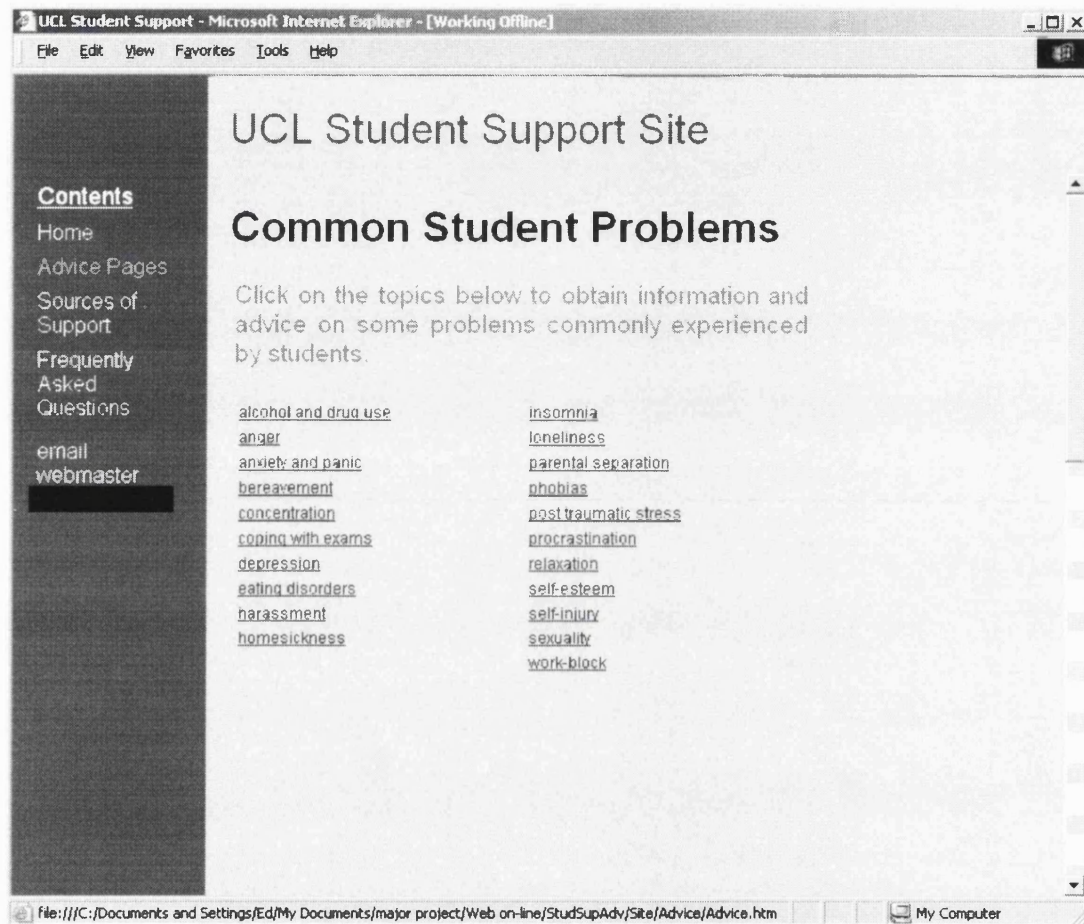 UCL Student Support - Microsoft Internet Explorer - [Working Offline]
File Edit View Favorites Tools Help
UCL Student Support Site
Contents
Home
Advice Pages
Sources of
Support
Frequently
Asked
Questions
email
webmaster
Common Student Problems
Click on the topics below to obtain information and
advice on some problems commonly experienced
by students.
alcohol and drug use
anger
anxiety and panic
bereavement
concentration
coping with exams
depression
eating disorders
harassment
homesickness
insomnia
loneliness
parental separation
phobias
post traumatic stress
procrastination
relaxation
self-esteem
self-injury
sexuality
work-block
file:///C:/Documents and Settings/Ed/My Documents/major project/Web on-line/StudSupAdv/Site/Advice/Advice.htm
My Computer